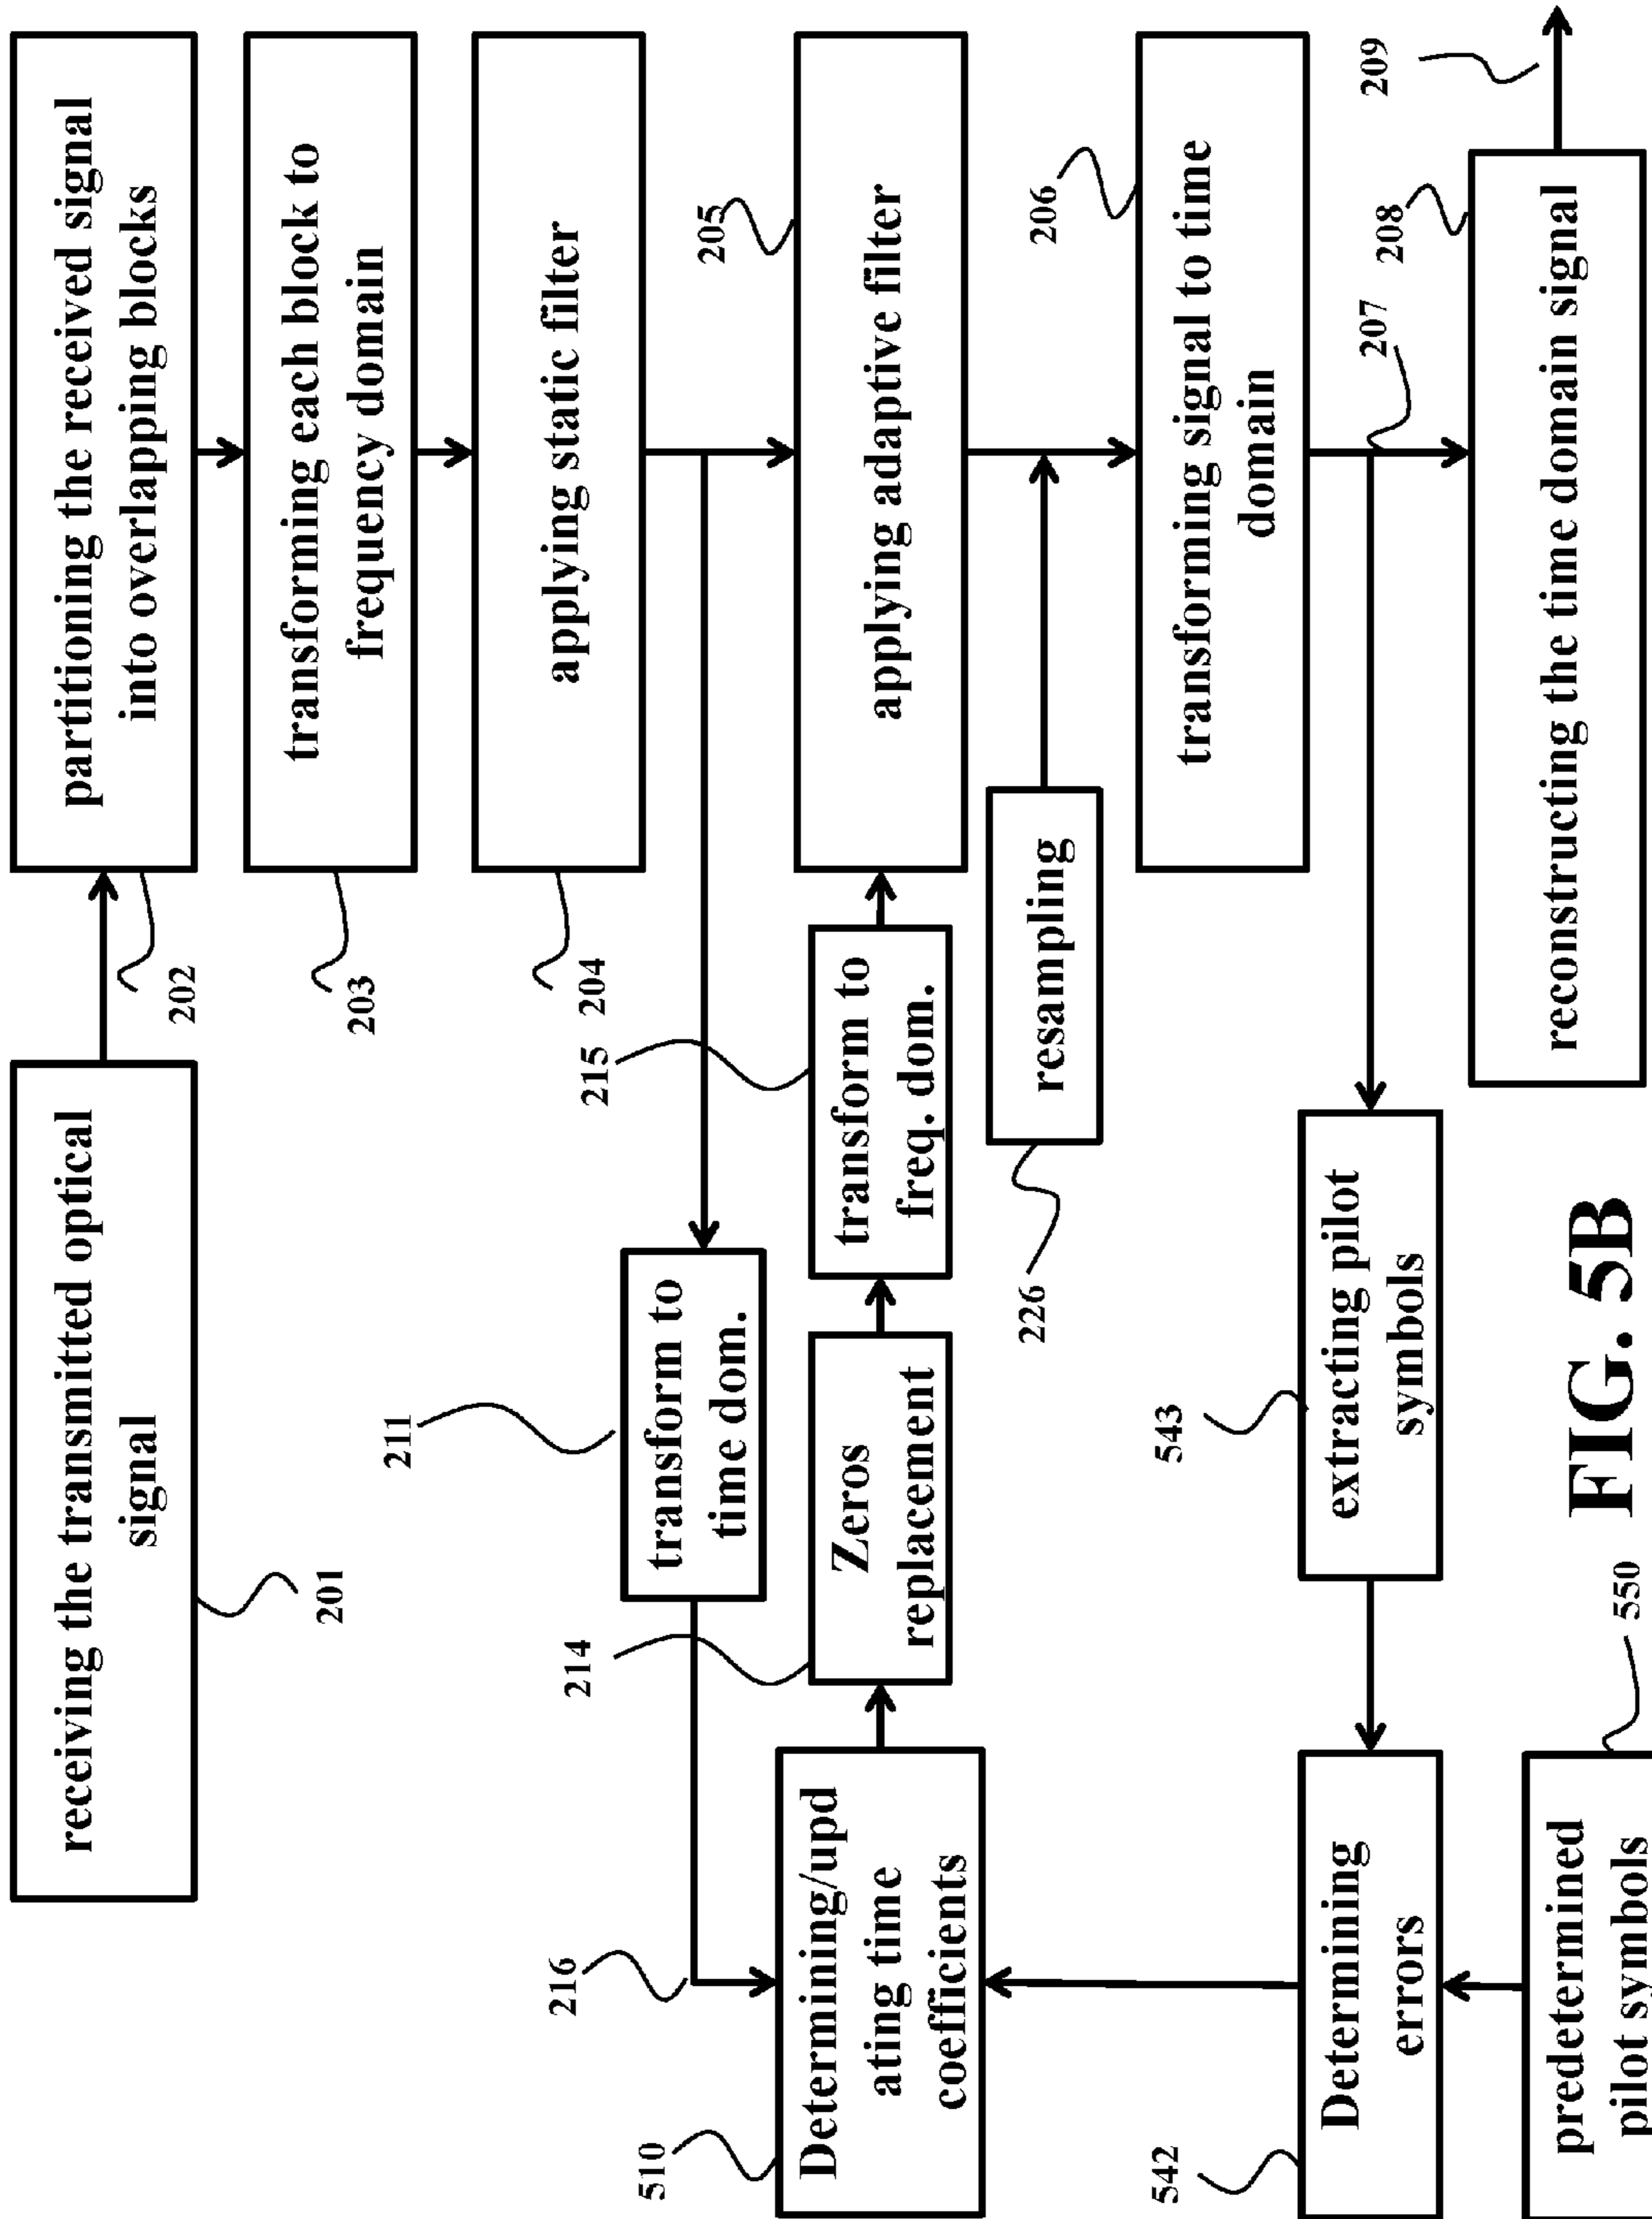 receiving the transmitted optical
signal
201
partitioning the received signal
into overlapping blocks
202
transforming each block to
frequency domain
203
applying static filter
204
transform to
time dom.
211
216
Determining/upd
ating time
coefficients
510
Zeros
replacement
214
transform to
freq. dom.
215
applying adaptive filter
205
resampling
226
transforming signal to time
domain
206
207
extracting pilot
symbols
543
Determining
errors
542
predetermined
pilot symbols
550
reconstructing the time domain signal
208
209
FIG. 5B